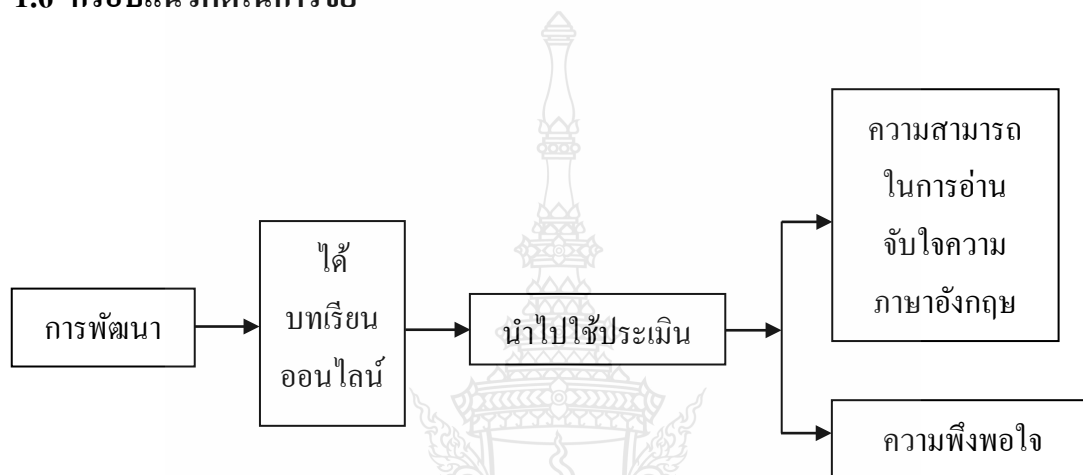 การพัฒนา
ได้
บทเรียน
ออนไลน์
นำไปใช้ประเมิน
ความสามารถ
ในการอ่าน
จับใจความ
ภาษาอังกฤษ
ความพึงพอใจ